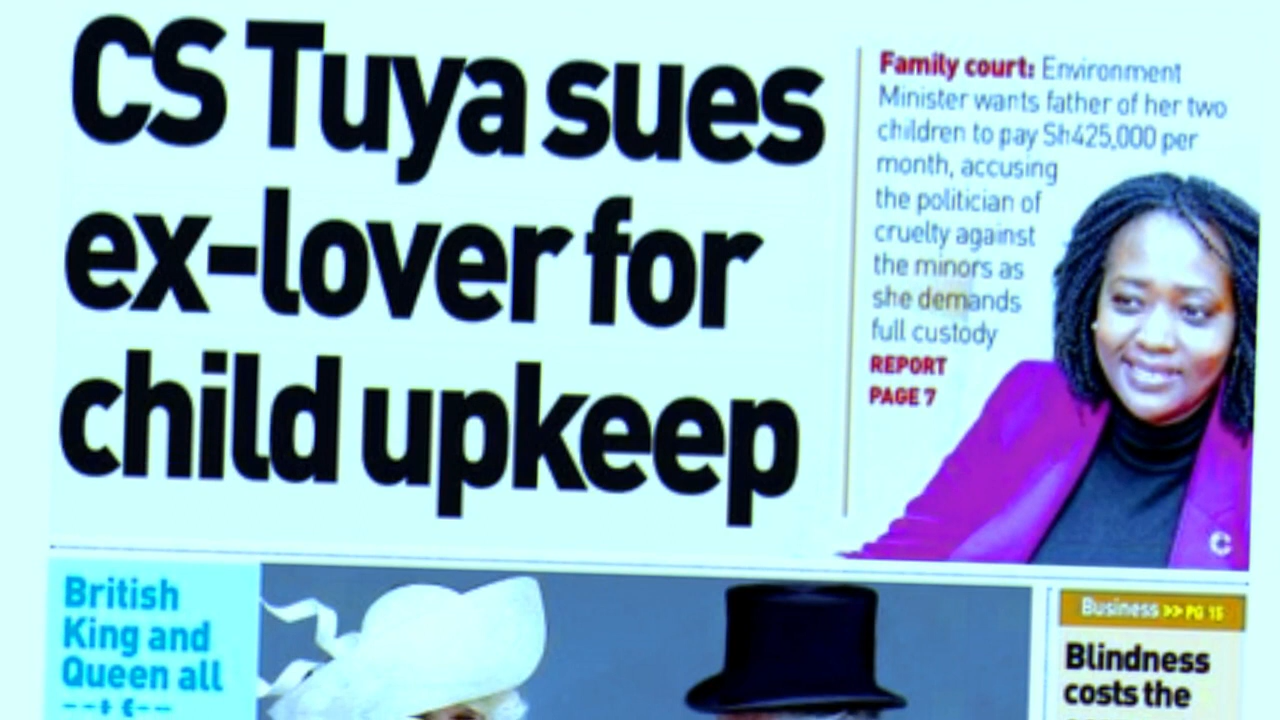 CS Tuya sues
ex-lover for
child upkeep
Family court: Environment
Minister wants father of her two
children to pay Sh425,000 per
month, accusing
the politician of
cruelty against
the minors as
she demands
full custody
REPORT
PAGE 7
British
King and
Queen all
Business >> PG 15
Blindness
costs the